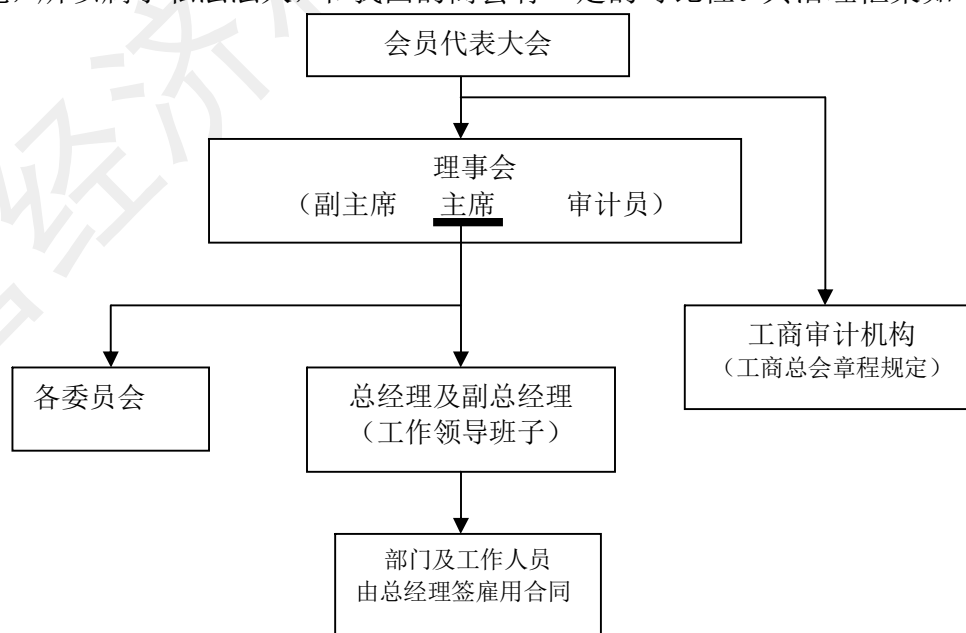 会员代表大会
理事会
（副主席 主席 审计员）
工商审计机构
（工商总会章程规定）
各委员会
总经理及副总经理
（工作领导班子）
部门及工作人员
由总经理签雇用合同